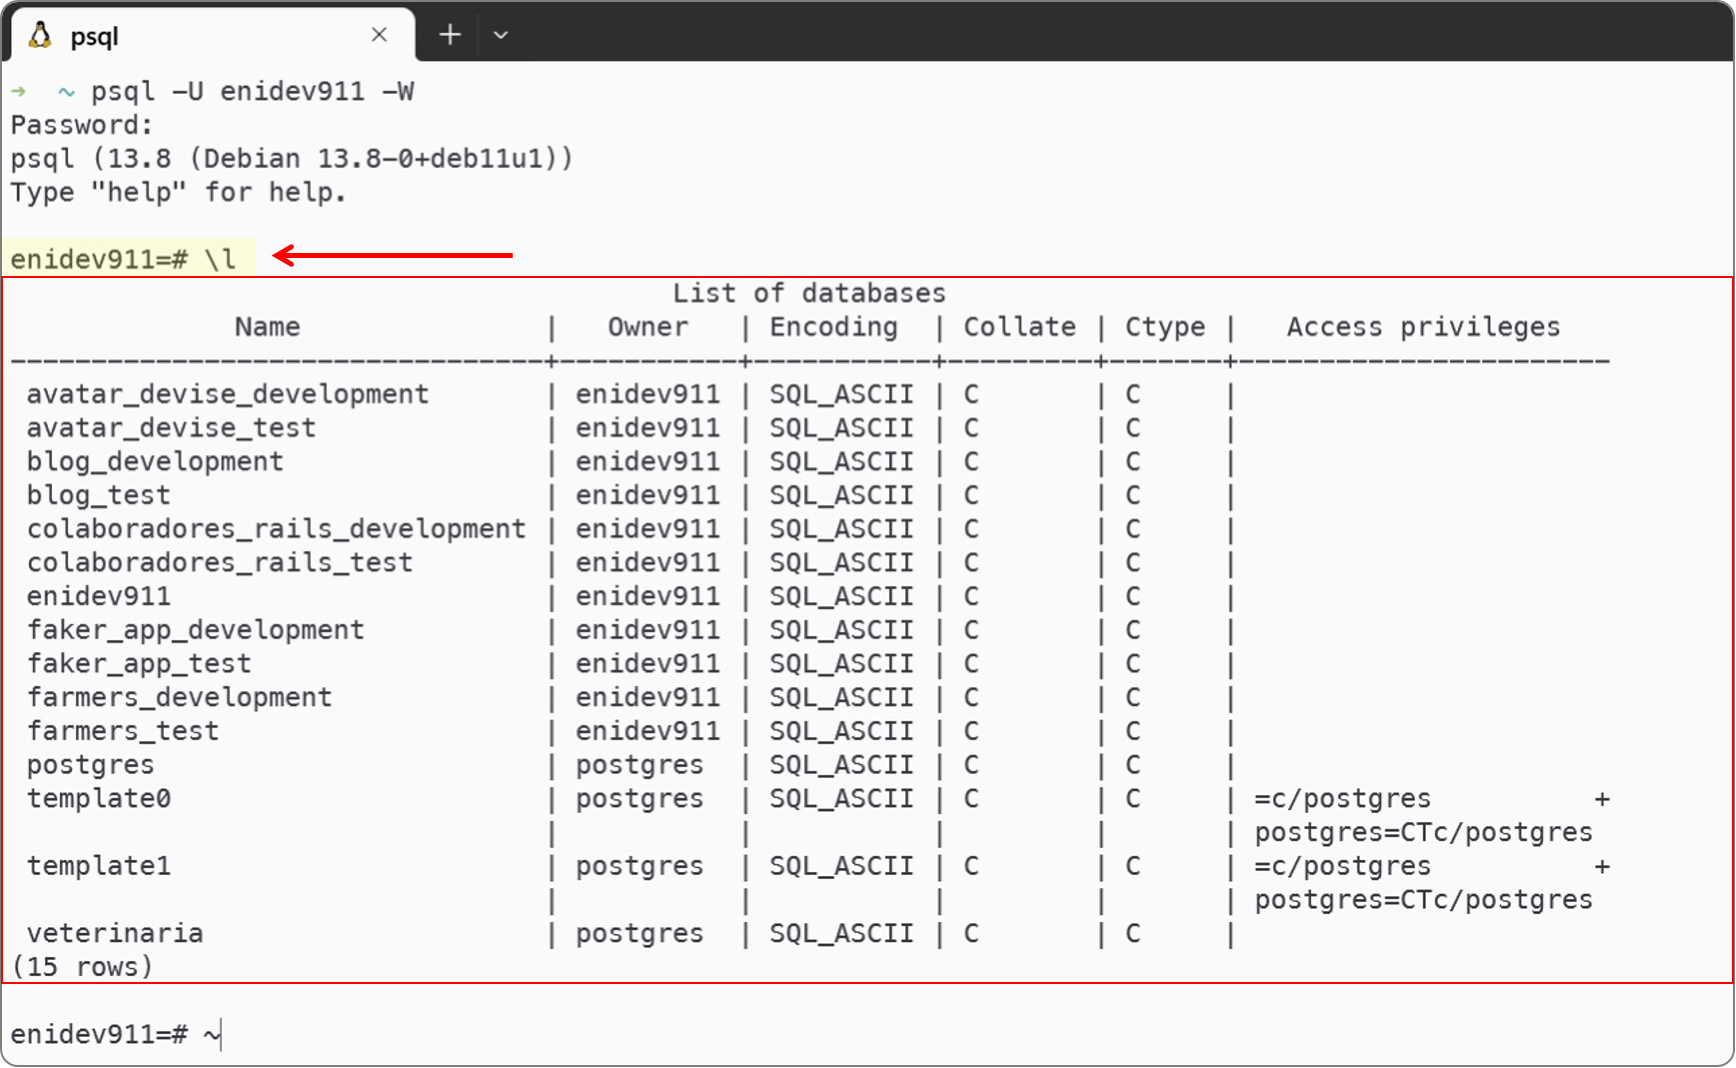 psql
➜  ~ psql -U enidev911 -W
Password:
psql (13.8 (Debian 13.8-0+deb11u1))
Type "help" for help.
enidev911=# \l
                                         List of databases
              Name               |   Owner   | Encoding  | Collate | Ctype |   Access privileges
---------------------------------+-----------+-----------+---------+-------+-----------------------
 avatar_devise_development       | enidev911 | SQL_ASCII | C       | C     |
 avatar_devise_test              | enidev911 | SQL_ASCII | C       | C     |
 blog_development                | enidev911 | SQL_ASCII | C       | C     |
 blog_test                       | enidev911 | SQL_ASCII | C       | C     |
 colaboradores_rails_development | enidev911 | SQL_ASCII | C       | C     |
 colaboradores_rails_test        | enidev911 | SQL_ASCII | C       | C     |
 enidev911                       | enidev911 | SQL_ASCII | C       | C     |
 faker_app_development           | enidev911 | SQL_ASCII | C       | C     |
 faker_app_test                  | enidev911 | SQL_ASCII | C       | C     |
 farmers_development             | enidev911 | SQL_ASCII | C       | C     |
 farmers_test                    | enidev911 | SQL_ASCII | C       | C     |
 postgres                        | postgres  | SQL_ASCII | C       | C     |
 template0                       | postgres  | SQL_ASCII | C       | C     | =c/postgres          +
                                 |           |           |         |       | postgres=CTc/postgres
 template1                       | postgres  | SQL_ASCII | C       | C     | =c/postgres          +
                                 |           |           |         |       | postgres=CTc/postgres
 veterinaria                     | postgres  | SQL_ASCII | C       | C     |
(15 rows)
enidev911=# ~